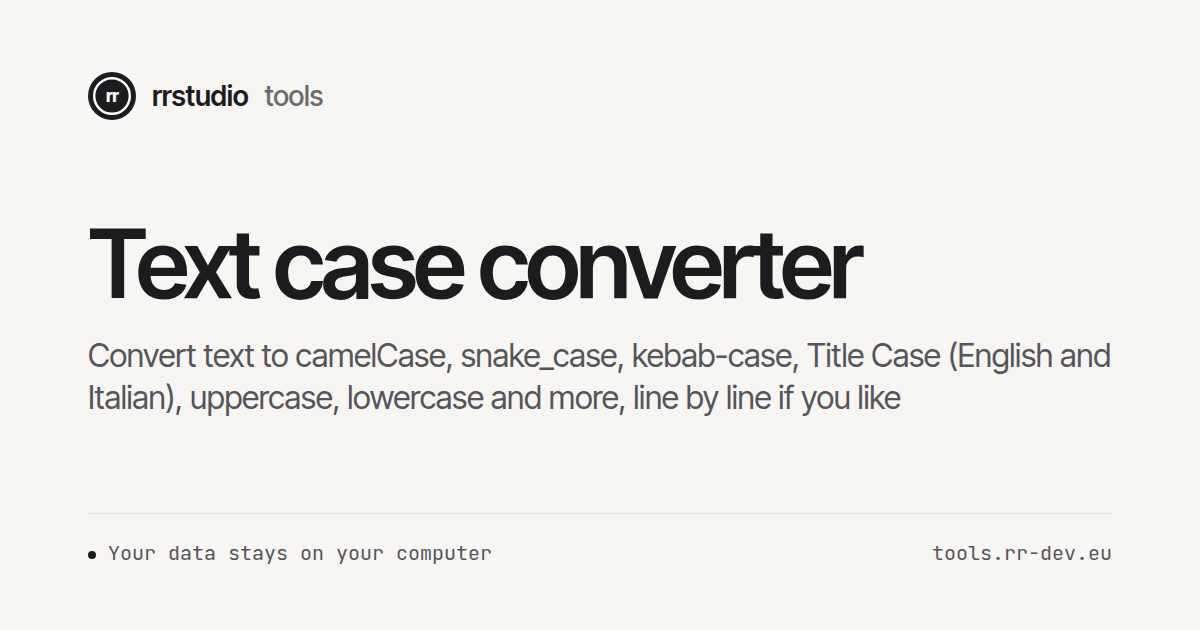 rr rrstudio tools
Text case converter
Convert text to camelCase, snake_case, kebab-case, Title Case (English and
Italian), uppercase, lowercase and more, line by line if you like
Your data stays on your computer
tools.rr-dev.eu